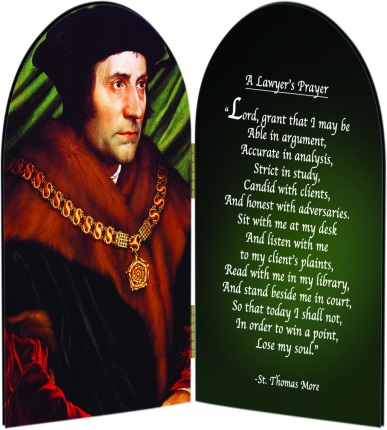 A Lawyer's Prayer
"Lord, grant that I may be
Able in argument,
Accurate in analysis,
Strict in study,
Candid with clients,
And honest with adversaries.
Sit with me at my desk
And listen with me
to my client's plaints,
Read with me in my library,
And stand beside me in court,
So that today I shall not,
In order to win a point,
Lose my soul."
-St. Thomas More